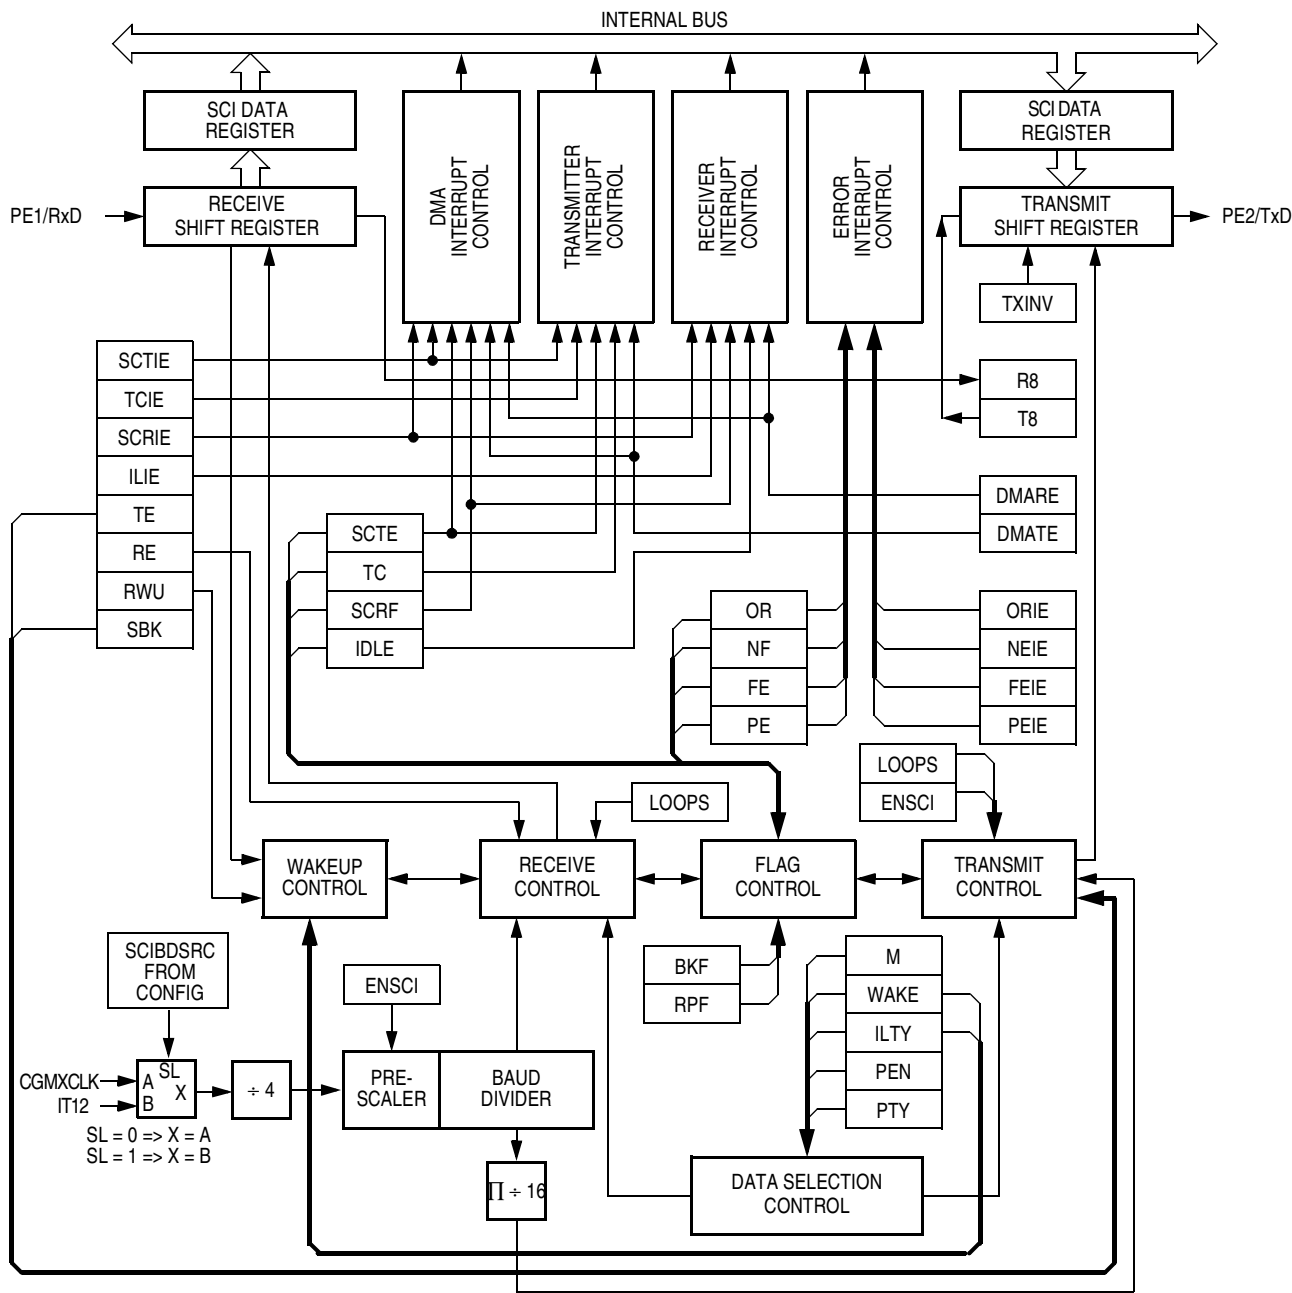 INTERNAL BUS
SCI DATA
REGISTER
DMA
INTERRUPT
CONTROL
TRANSMITTER
INTERRUPT
CONTROL
RECEIVER
INTERRUPT
CONTROL
ERROR
INTERRUPT
CONTROL
SCI DATA
REGISTER
PE1/RxD
RECEIVE
SHIFT REGISTER
TRANSMIT
SHIFT REGISTER
PE2/TxD
TXINV
SCTIE
TCIE
SCRIE
ILIE
TE
RE
RWU
SBK
R8
T8
DMARE
DMATE
SCTE
TC
SCRF
IDLE
OR
NF
FE
PE
ORIE
NEIE
FEIE
PEIE
LOOPS
ENSCI
LOOPS
WAKEUP
CONTROL
RECEIVE
CONTROL
FLAG
CONTROL
TRANSMIT
CONTROL
SCIBDSRC
FROM
CONFIG
ENSCI
BKF
RPF
M
WAKE
ILTY
PEN
PTY
CGMXCLK
IT12
SL
A
X
B
÷ 4
PRE-
SCALER
BAUD
DIVIDER
SL = 0 => X = A
SL = 1 => X = B
∏ ÷ 16
DATA SELECTION
CONTROL